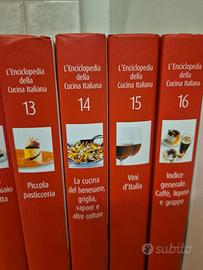 L'Enciclopedia
della
Cucina Italiana
13
Piccola
pasticceria
L'Enciclopedia
della
Cucina Italiana
14
La cucina
del benessere,
griglia,
vapore e
altre cotture
L'Enciclopedia
della
Cucina Italiana
15
Vini
d'Italia
L'Enciclopedia
della
Cucina Italiana
16
Indice
generale.
Caffè, liquori
e grappe
subito